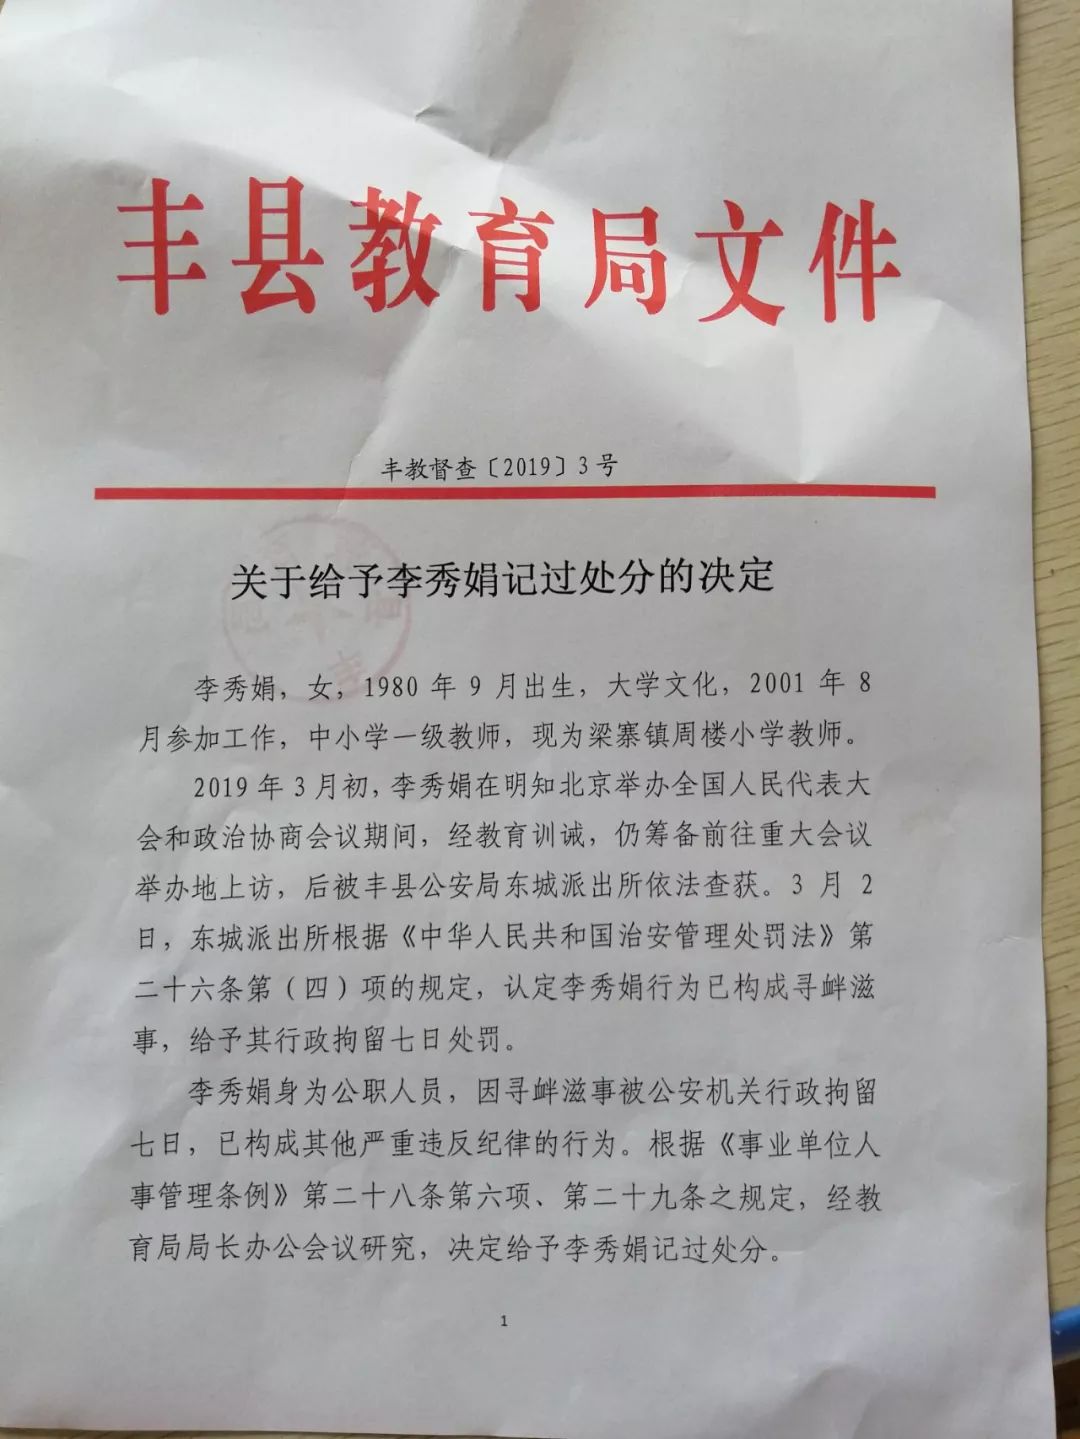 丰县教育局文件
丰教督查〔2019〕3号
关于给予李秀娟记过处分的决定
李秀娟，女，1980年9月出生，大学文化，2001年8
月参加工作，中小学一级教师，现为梁寨镇周楼小学教师。
2019年3月初，李秀娟在明知北京举办全国人民代表大
会和政治协商会议期间，经教育训诫，仍筹备前往重大会议
举办地上访，后被丰县公安局东城派出所依法查获。3月2
日，东城派出所根据《中华人民共和国治安管理处罚法》第
二十六条第（四）项的规定，认定李秀娟行为已构成寻衅滋
事，给予其行政拘留七日处罚。
李秀娟身为公职人员，因寻衅滋事被公安机关行政拘留
七日，已构成其他严重违反纪律的行为。根据《事业单位人
事管理条例》第二十八条第六项、第二十九条之规定，经教
育局局长办公会议研究，决定给予李秀娟记过处分。
1